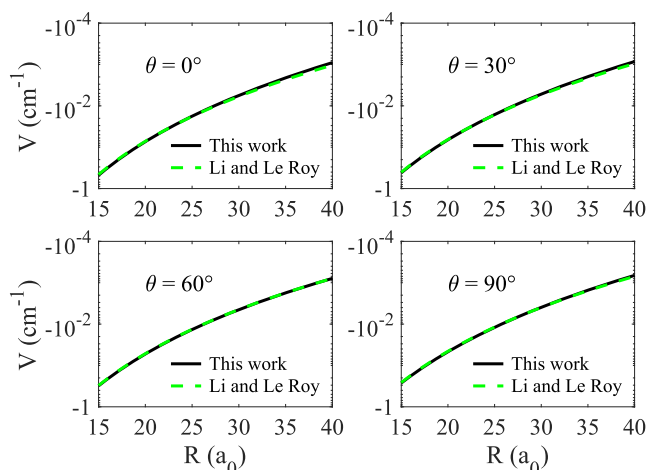 -10^-4
-10^-2
-1
V (cm^-1)
θ = 0°
This work
Li and Le Roy
15 20 25 30 35 40
-10^-4
-10^-2
-1
θ = 30°
This work
Li and Le Roy
15 20 25 30 35 40
-10^-4
-10^-2
-1
V (cm^-1)
θ = 60°
This work
Li and Le Roy
15 20 25 30 35 40
R (a_0)
-10^-4
-10^-2
-1
θ = 90°
This work
Li and Le Roy
15 20 25 30 35 40
R (a_0)